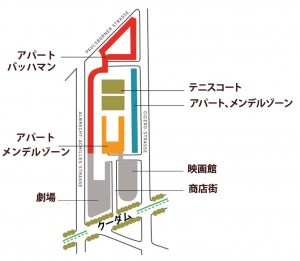 PAULSBORNER STRASSE
アパート
バッハマン
テニスコート
アパート、メンデルゾーン
CICERO STRASSE
ALBRECHT-ACHILLES-STRASSE
アパート
メンデルゾーン
映画館
商店街
劇場
クーダム